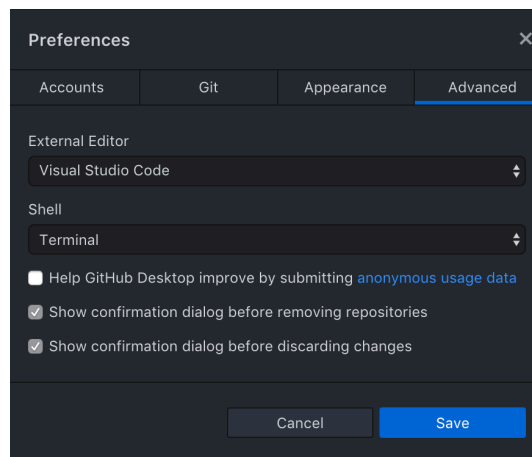 Preferences
Accounts Git Appearance Advanced
External Editor
Visual Studio Code
Shell
Terminal
Help GitHub Desktop improve by submitting anonymous usage data
Show confirmation dialog before removing repositories
Show confirmation dialog before discarding changes
Cancel Save